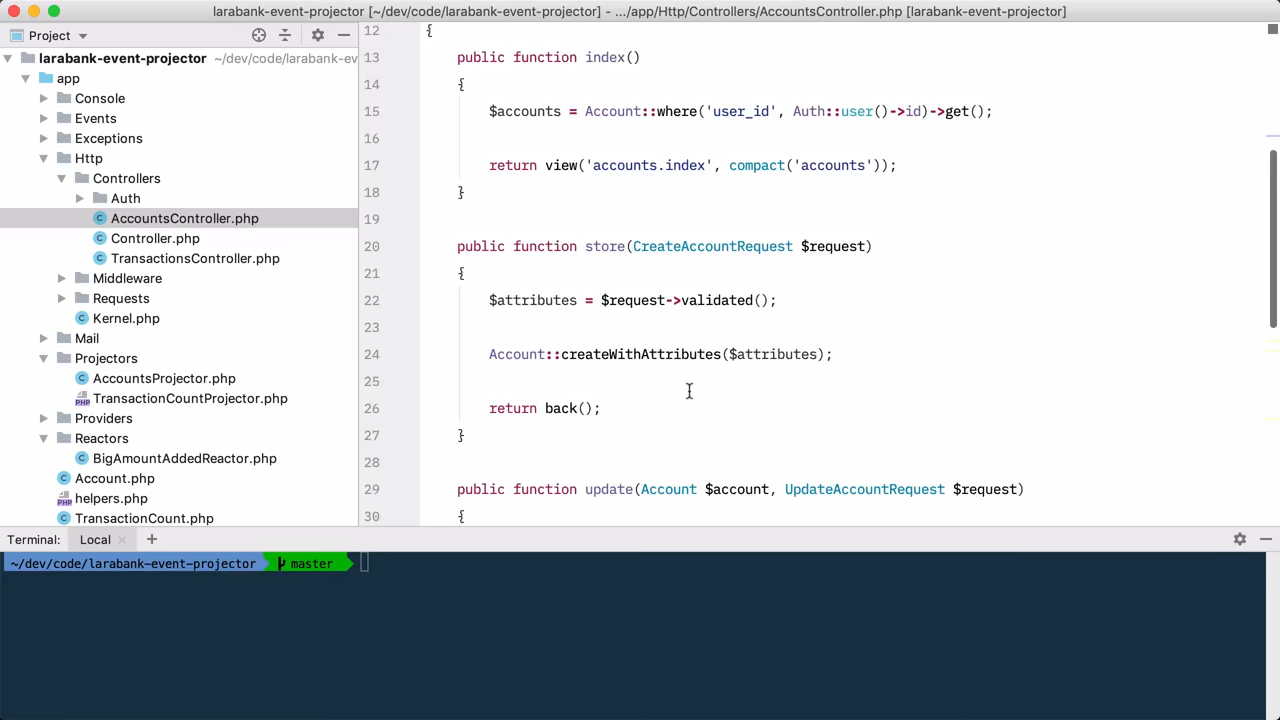 larabank-event-projector [~/dev/code/larabank-event-projector] - .../app/Http/Controllers/AccountsController.php [larabank-event-projector]
Project
larabank-event-projector ~/dev/code/larabank-ev
app
Console
Events
Exceptions
Http
Controllers
Auth
AccountsController.php
Controller.php
TransactionsController.php
Middleware
Requests
Kernel.php
Mail
Projectors
AccountsProjector.php
TransactionCountProjector.php
Providers
Reactors
BigAmountAddedReactor.php
Account.php
helpers.php
TransactionCount.php
12 {
13 public function index()
14 {
15 $accounts = Account::where('user_id', Auth::user()->id)->get();
16
17 return view('accounts.index', compact('accounts'));
18 }
19
20 public function store(CreateAccountRequest $request)
21 {
22 $attributes = $request->validated();
23
24 Account::createWithAttributes($attributes);
25
26 return back();
27 }
28
29 public function update(Account $account, UpdateAccountRequest $request)
30 {
Terminal: Local × +
~/dev/code/larabank-event-projector master